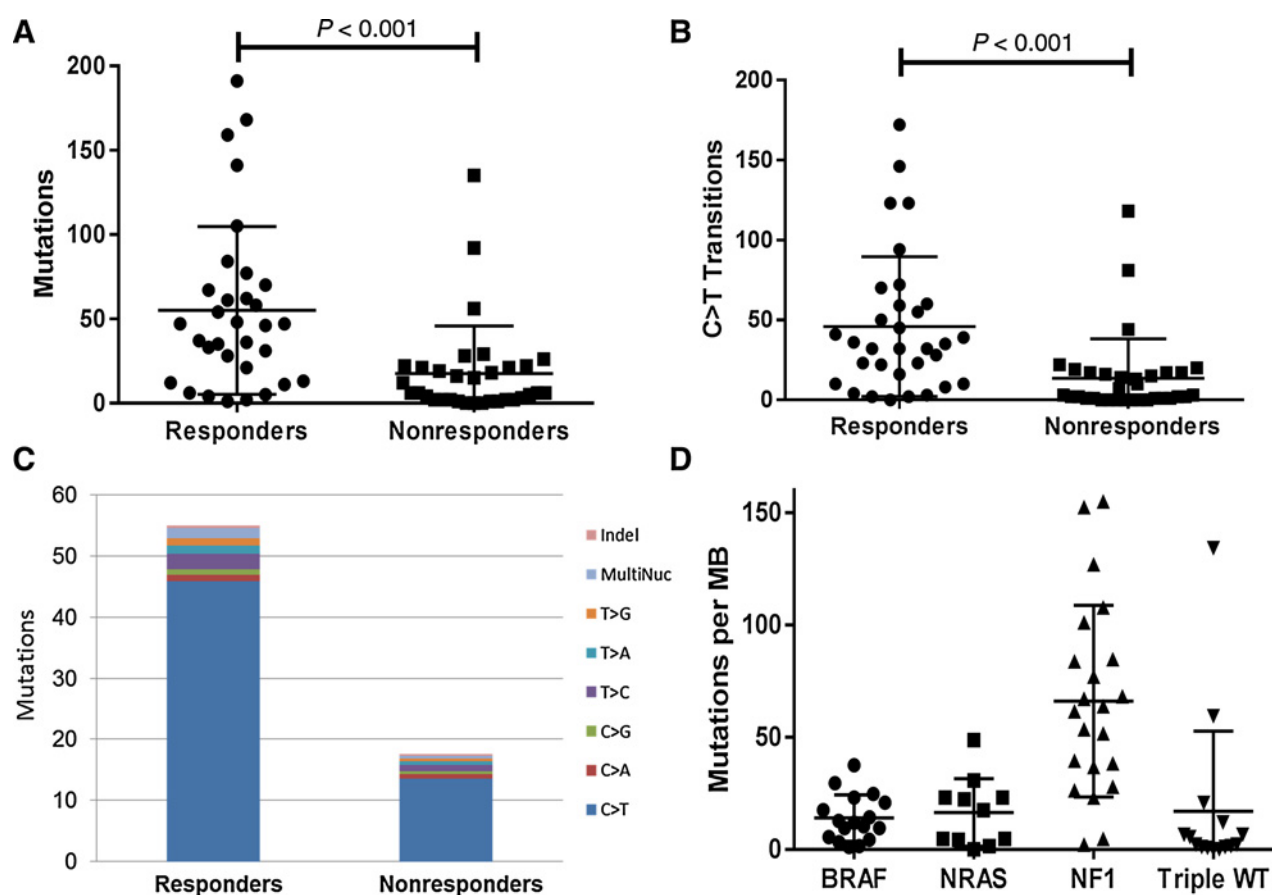 A
P < 0.001
200
150
100
50
0
Mutations
Responders
Nonresponders
B
P < 0.001
200
150
100
50
0
C>T Transitions
Responders
Nonresponders
C
60
50
40
30
20
10
0
Mutations
Responders
Nonresponders
Indel
MultiNuc
T>G
T>A
T>C
C>G
C>A
C>T
D
150
100
50
0
Mutations per MB
BRAF
NRAS
NF1
Triple WT